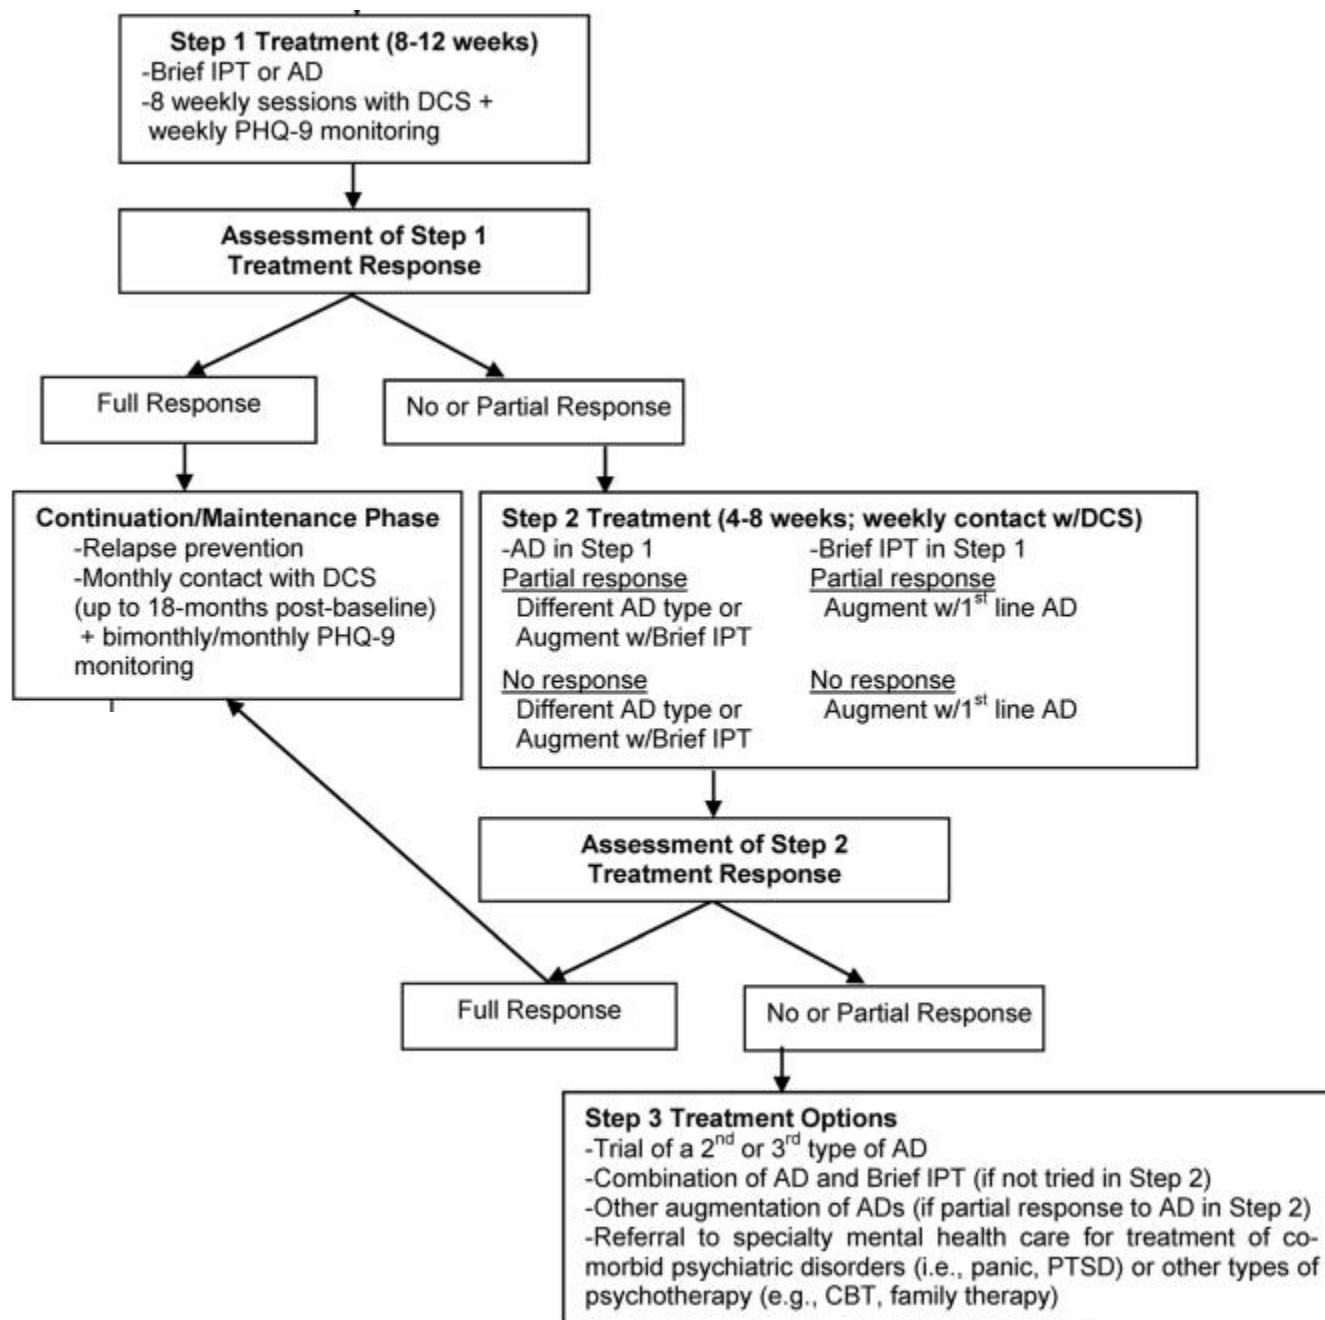 Step 1 Treatment (8-12 weeks)
-Brief IPT or AD
-8 weekly sessions with DCS +
weekly PHQ-9 monitoring
Assessment of Step 1
Treatment Response
Full Response
No or Partial Response
Continuation/Maintenance Phase
-Relapse prevention
-Monthly contact with DCS
(up to 18-months post-baseline)
+ bimonthly/monthly PHQ-9
monitoring
Step 2 Treatment (4-8 weeks; weekly contact w/DCS)
-AD in Step 1
Partial response
Different AD type or
Augment w/Brief IPT
No response
Different AD type or
Augment w/Brief IPT
-Brief IPT in Step 1
Partial response
Augment w/1st line AD
No response
Augment w/1st line AD
Assessment of Step 2
Treatment Response
Full Response
No or Partial Response
Step 3 Treatment Options
-Trial of a 2nd or 3rd type of AD
-Combination of AD and Brief IPT (if not tried in Step 2)
-Other augmentation of ADs (if partial response to AD in Step 2)
-Referral to specialty mental health care for treatment of co-
morbid psychiatric disorders (i.e., panic, PTSD) or other types of
psychotherapy (e.g., CBT, family therapy)